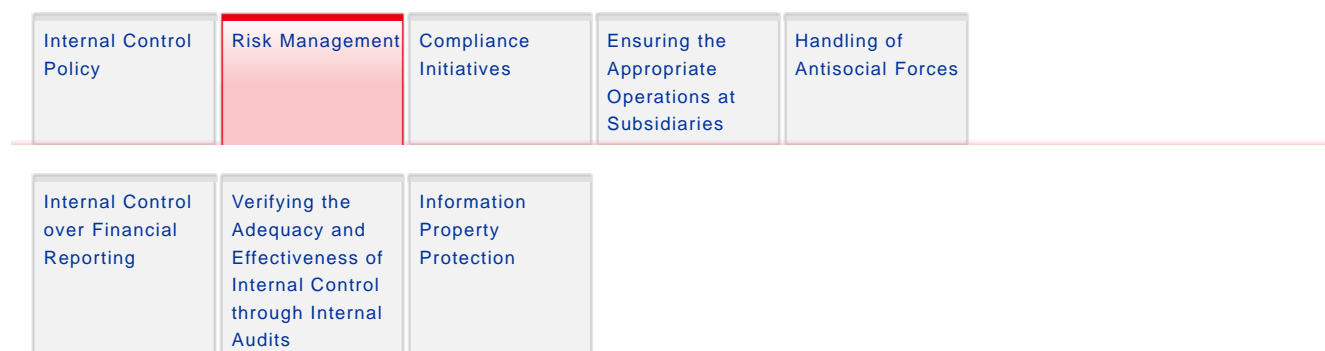 Internal Control
Policy
Risk Management
Compliance
Initiatives
Ensuring the
Appropriate
Operations at
Subsidiaries
Handling of
Antisocial Forces
Internal Control
over Financial
Reporting
Verifying the
Adequacy and
Effectiveness of
Internal Control
through Internal
Audits
Information
Property
Protection